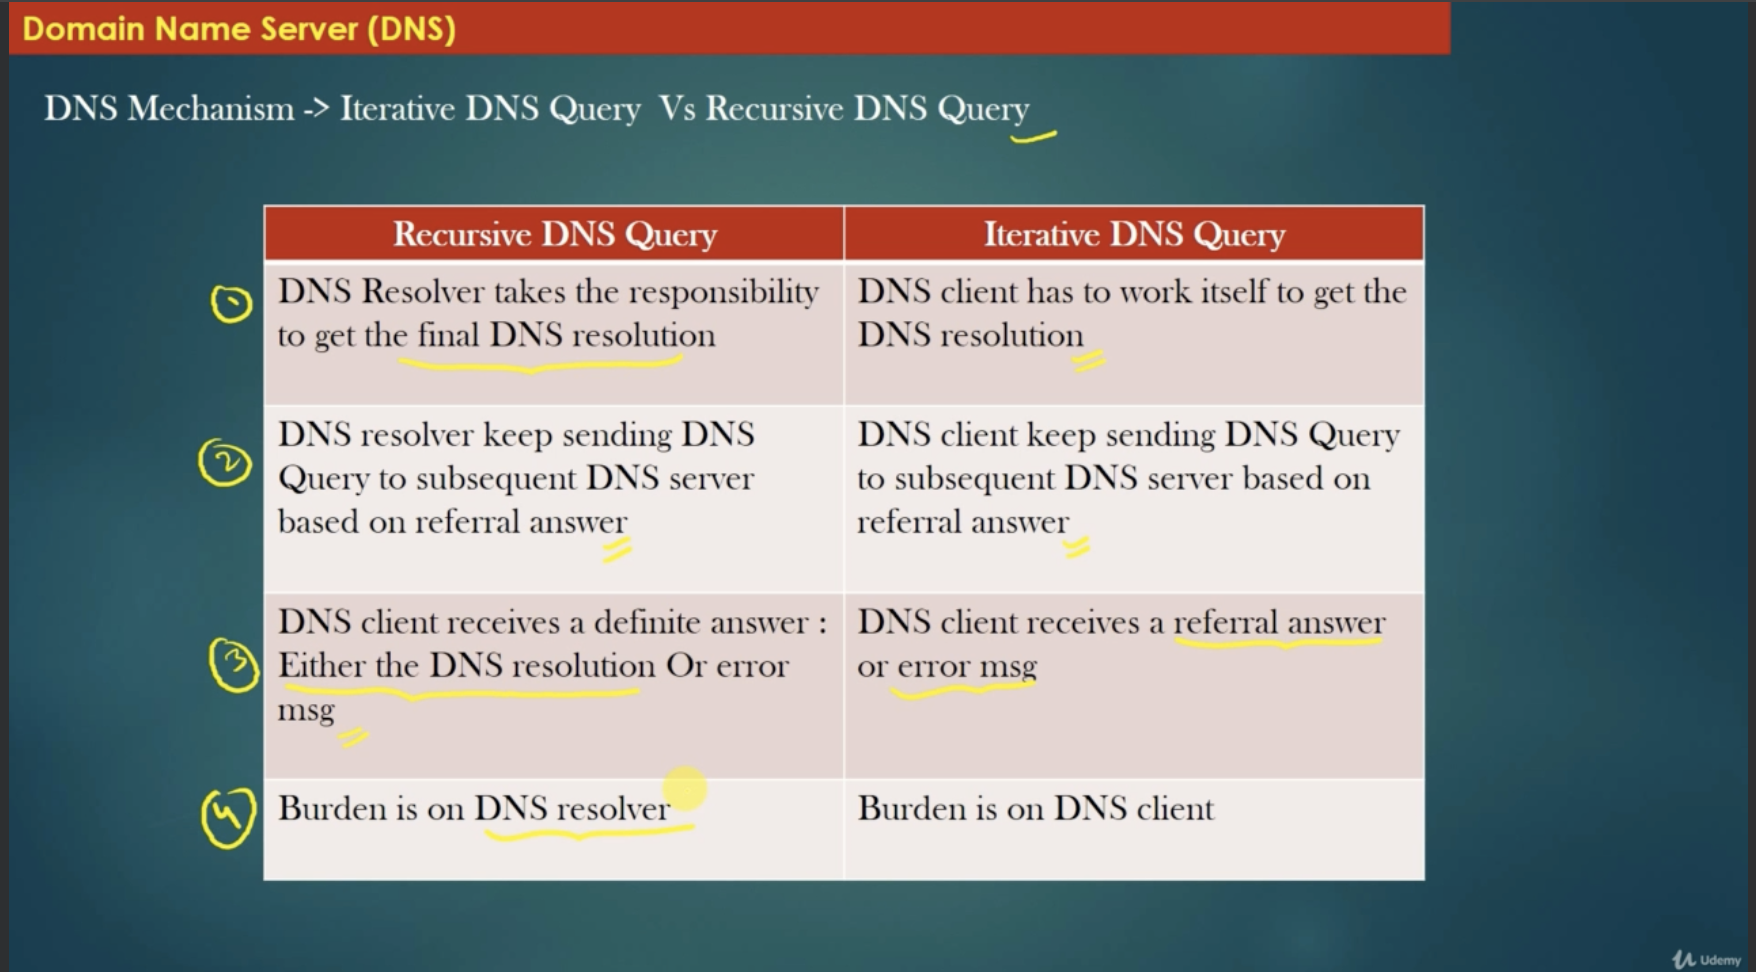 Domain Name Server (DNS)
DNS Mechanism -> Iterative DNS Query Vs Recursive DNS Query
Recursive DNS Query
Iterative DNS Query
1
DNS Resolver takes the responsibility
to get the final DNS resolution
DNS client has to work itself to get the
DNS resolution
2
DNS resolver keep sending DNS
Query to subsequent DNS server
based on referral answer
DNS client keep sending DNS Query
to subsequent DNS server based on
referral answer
3
DNS client receives a definite answer :
Either the DNS resolution Or error
msg
DNS client receives a referral answer
or error msg
4
Burden is on DNS resolver
Burden is on DNS client
Udemy